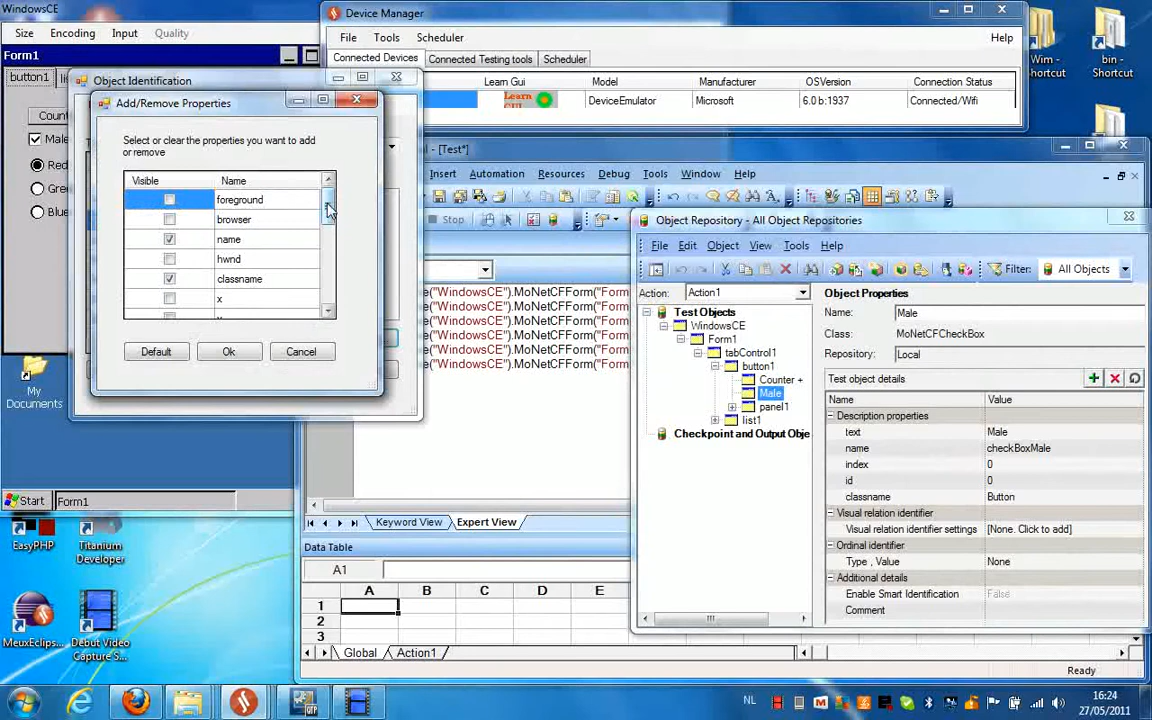 WindowsCE
Size Encoding Input Quality
Form1
button1
Count
Male
Red
Gre
Blue
Start Form1
Object Identification
Add/Remove Properties
Select or clear the properties you want to add
or remove
Visible Name
foreground
browser
name
hwnd
classname
x
Default Ok Cancel
Device Manager
File Tools Scheduler Help
Connected Devices Connected Testing tools Scheduler
Learn Gui Model Manufacturer OSVersion Connection Status
Learn DeviceEmulator Microsoft 6.0 b:1937 Connected/Wifi
Wim -
Shortcut
bin -
Shortcut
- [Test*]
Insert Automation Resources Debug Tools Window Help
Stop
e("WindowsCE").MoNetCFForm("Form
e("WindowsCE").MoNetCFForm("Form
e("WindowsCE").MoNetCFForm("Form
e("WindowsCE").MoNetCFForm("Form
e("WindowsCE").MoNetCFForm("Form
e("WindowsCE").MoNetCFForm("Form
Keyword View Expert View
Data Table
A1
A B C D E
1
2
3
Global Action1
Ready
Object Repository - All Object Repositories
File Edit Object View Tools Help
Filter: All Objects
Action: Action1
Test Objects
WindowsCE
Form1
tabControl1
button1
Counter +
Male
panel1
list1
Checkpoint and Output Obje
Object Properties
Name: Male
Class: MoNetCFCheckBox
Repository: Local
Test object details
Name Value
Description properties
text Male
name checkBoxMale
index 0
id 0
classname Button
Visual relation identifier
Visual relation identifier settings [None. Click to add]
Ordinal identifier
Type , Value None
Additional details
Enable Smart Identification False
Comment
My
Documents
EasyPHP
Titanium
Developer
MeuxEclips...
Debut Video
Capture S...
QTP
NL
16:24
27/05/2011